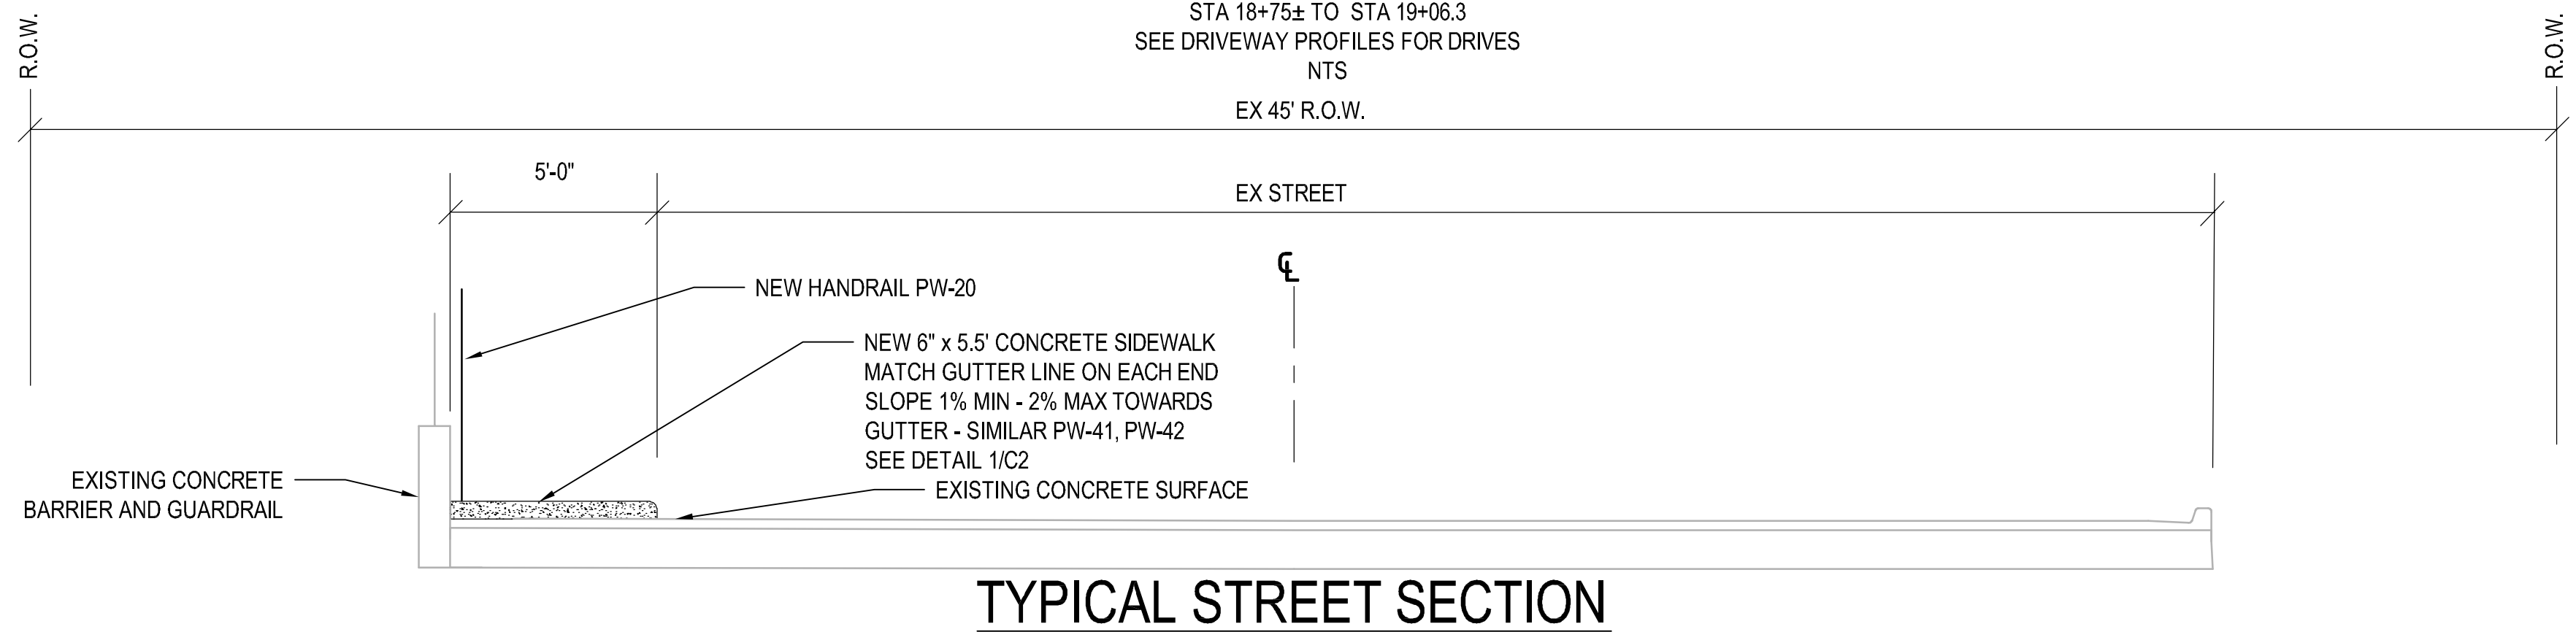 STA 18+75± TO STA 19+06.3
SEE DRIVEWAY PROFILES FOR DRIVES
NTS
R.O.W.
R.O.W.
EX 45' R.O.W.
5'-0"
EX STREET
℄
NEW HANDRAIL PW-20
NEW 6" x 5.5' CONCRETE SIDEWALK
MATCH GUTTER LINE ON EACH END
SLOPE 1% MIN - 2% MAX TOWARDS
GUTTER - SIMILAR PW-41, PW-42
SEE DETAIL 1/C2
EXISTING CONCRETE
BARRIER AND GUARDRAIL
EXISTING CONCRETE SURFACE
TYPICAL STREET SECTION